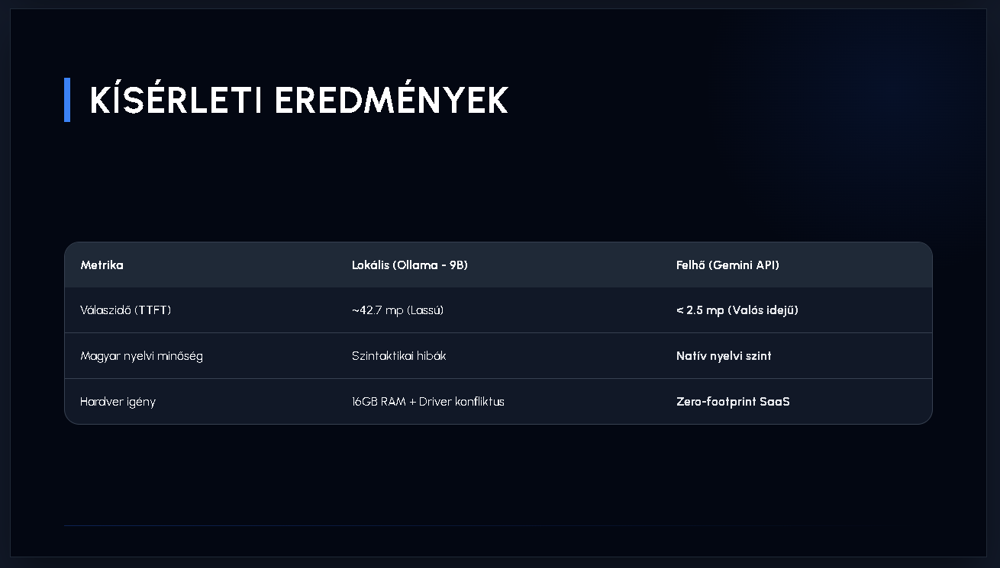 KÍSÉRLETI EREDMÉNYEK
Metrika Lokális (Ollama - 9B) Felhő (Gemini API)
Válaszidő (TTFT) ~42.7 mp (Lassú) < 2.5 mp (Valós idejű)
Magyar nyelvi minőség Szintaktikai hibák Natív nyelvi szint
Hardver igény 16GB RAM + Driver konfliktus Zero-footprint SaaS